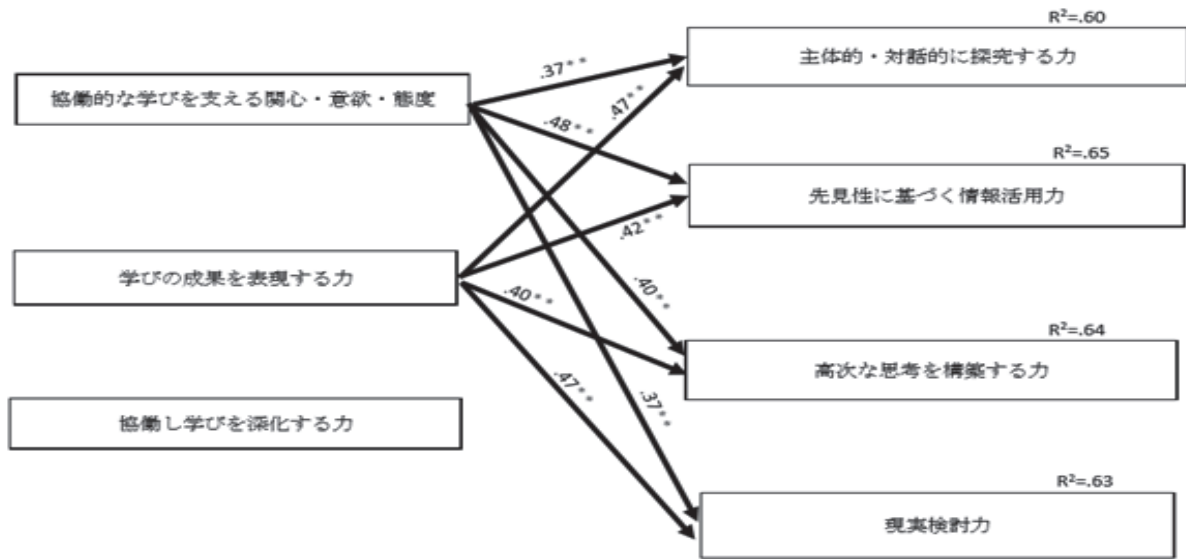 R²=.60
主体的・対話的に探究する力
協働的な学びを支える関心・意欲・態度
.37**
.47**
.48**
R²=.65
先見性に基づく情報活用力
.42**
学びの成果を表現する力
.40**
.40**
R²=.64
高次な思考を構築する力
.47**
.37**
協働し学びを深化する力
R²=.63
現実検討力